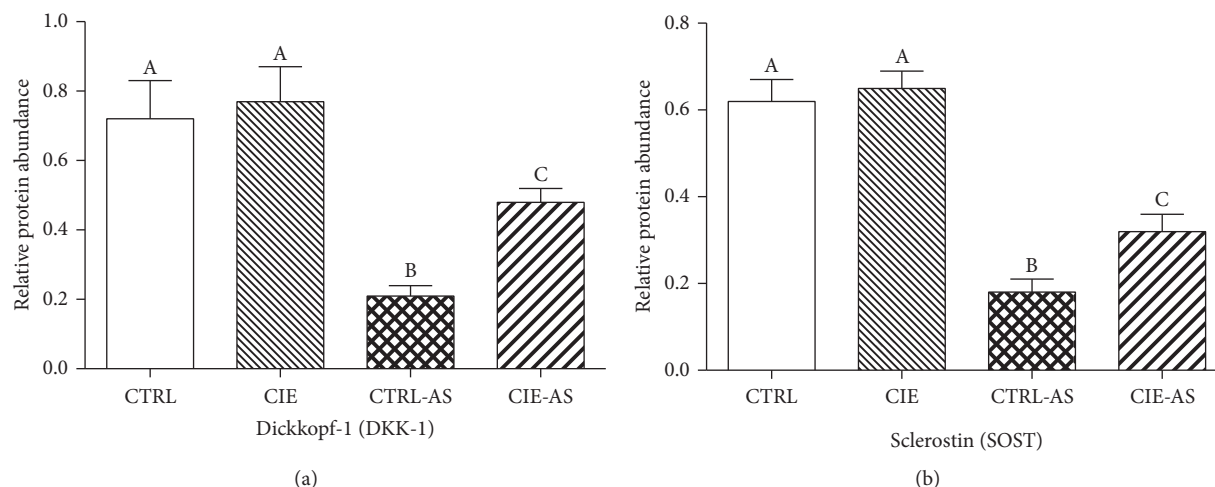 1.0
0.8
0.6
0.4
0.2
0.0
Relative protein abundance
A
A
B
C
CTRL
CIE
CTRL-AS
CIE-AS
Dickkopf-1 (DKK-1)
(a)
0.8
0.6
0.4
0.2
0.0
Relative protein abundance
A
A
B
C
CTRL
CIE
CTRL-AS
CIE-AS
Sclerostin (SOST)
(b)